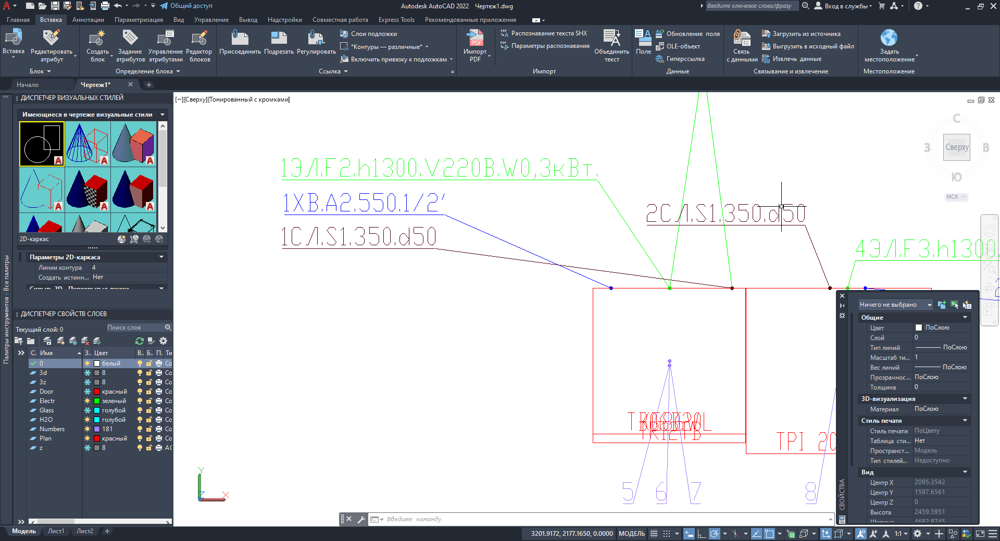 Общий доступ
Autodesk AutoCAD 2022 Чертеж1.dwg
Введите ключевое слово/фразу
Вход в службы
Главная Вставка Аннотации Параметризация Вид Управление Вывод Надстройки Совместная работа Express Tools Рекомендованные приложения
Вставка
Редактировать атрибут
Создать блок
Задание атрибутов
Управление атрибутами
Редактор блоков
Присоединить Подрезать Регулировать
Слои подложки
*Контуры — различные*
Включить привязку к подложкам
PDF
Импорт PDF
Распознавание текста SHX
Параметры распознавания
Объединить текст
Поле
Обновление поля
OLE-объект
Гиперссылка
Связь с данными
Загрузить из источника
Выгрузить в исходный файл
Извлечь данные
Задать местоположение
Блок Определение блока Ссылка Импорт Данные Связывание и извлечение Местоположение
Начало Чертеж1*
ДИСПЕТЧЕР ВИЗУАЛЬНЫХ СТИЛЕЙ
Имеющиеся в чертеже визуальные стили
2D-каркас
Параметры 2D-каркаса
Линии контура 4
Создать истинн... Нет
Палитры инструментов - Все палитры
ДИСПЕТЧЕР СВОЙСТВ СЛОЕВ
Текущий слой: 0
Поиск слоя
С. Имя З.. Цвет В.. Б.. П. Ти
0 белый Co
3d 8 Co
3z 8 Co
Door красный Co
Electr зеленый Co
Glass голубой Co
H2O голубой Co
Numbers 181 Co
Plan красный Co
z 8 AC
[−][Сверху][Тонированный с кромками]
С
З Сверху В
Ю
МСК
1ЭЛ.F2.h1300.V220В.W0,3кВт.
1ХВ.А2.550.1/2'
1СЛ.S1.350.d50
2СЛ.S1.350.d50
4ЭЛ.F3.h1300.
TPI 20
5 6 7 8
Y
X
Z
Введите команду
Ничего не выбрано
Общие
Цвет ПоСлою
Слой 0
Тип линий ПоСлою
Масштаб ти... 1
Вес линий ПоСлою
Прозрачнос... ПоСлою
Толщина 0
3D-визуализация
Материал ПоСлою
Стиль печати
Стиль печати ПоЦвету
Таблица сти... Нет
Пространст... Модель
Тип стилей... Недоступно
Вид
Центр X 2095.3542
Центр Y 1597.6561
Центр Z 0
Высота 2459.5951
Ширина 4682.9745
СВОЙСТВА
Модель Лист1 Лист2
3201.9172, 2177.1650, 0.0000 МОДЕЛЬ
1:1